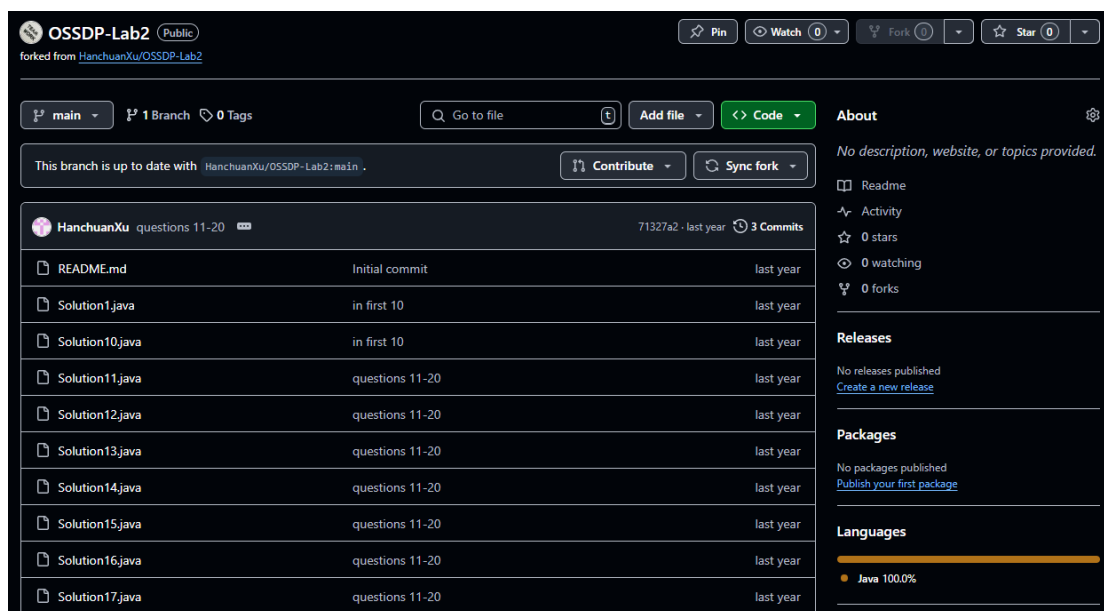 OSSDP-Lab2 Public
Pin Watch 0 Fork 0 Star 0
forked from HanchuanXu/OSSDP-Lab2
main 1 Branch 0 Tags Go to file t Add file Code
This branch is up to date with HanchuanXu/OSSDP-Lab2:main . Contribute Sync fork
HanchuanXu questions 11-20 71327a2 · last year 3 Commits
README.md Initial commit last year
Solution1.java in first 10 last year
Solution10.java in first 10 last year
Solution11.java questions 11-20 last year
Solution12.java questions 11-20 last year
Solution13.java questions 11-20 last year
Solution14.java questions 11-20 last year
Solution15.java questions 11-20 last year
Solution16.java questions 11-20 last year
Solution17.java questions 11-20 last year
About
No description, website, or topics provided.
Readme
Activity
0 stars
0 watching
0 forks
Releases
No releases published
Create a new release
Packages
No packages published
Publish your first package
Languages
Java 100.0%